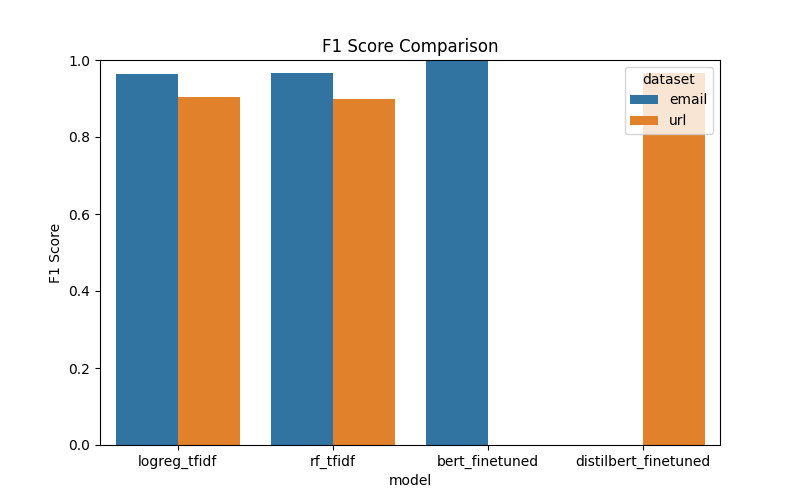 F1 Score Comparison
dataset
email
url
1.0
0.8
0.6
0.4
0.2
0.0
F1 Score
logreg_tfidf
rf_tfidf
bert_finetuned
distilbert_finetuned
model